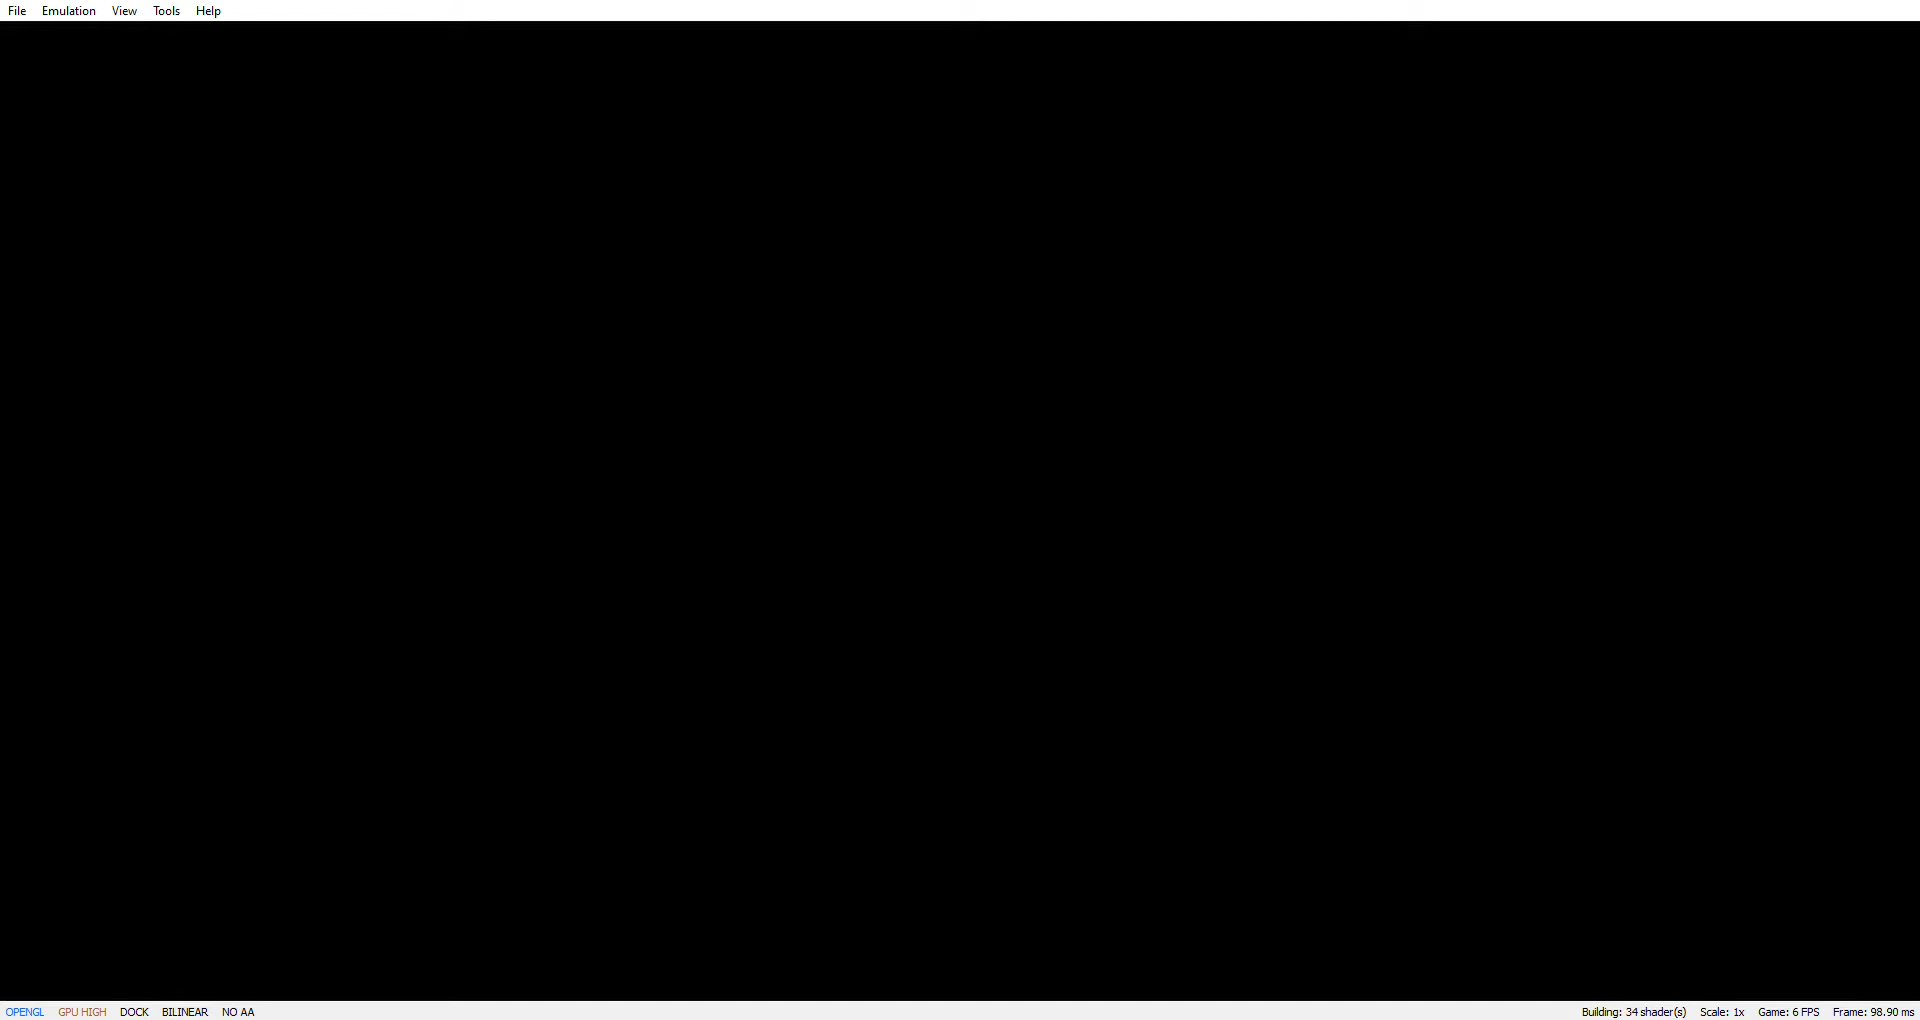 File Emulation View Tools Help
OPENGL GPU HIGH DOCK BILINEAR NO AA Building: 34 shader(s) Scale: 1x Game: 6 FPS Frame: 98.90 ms